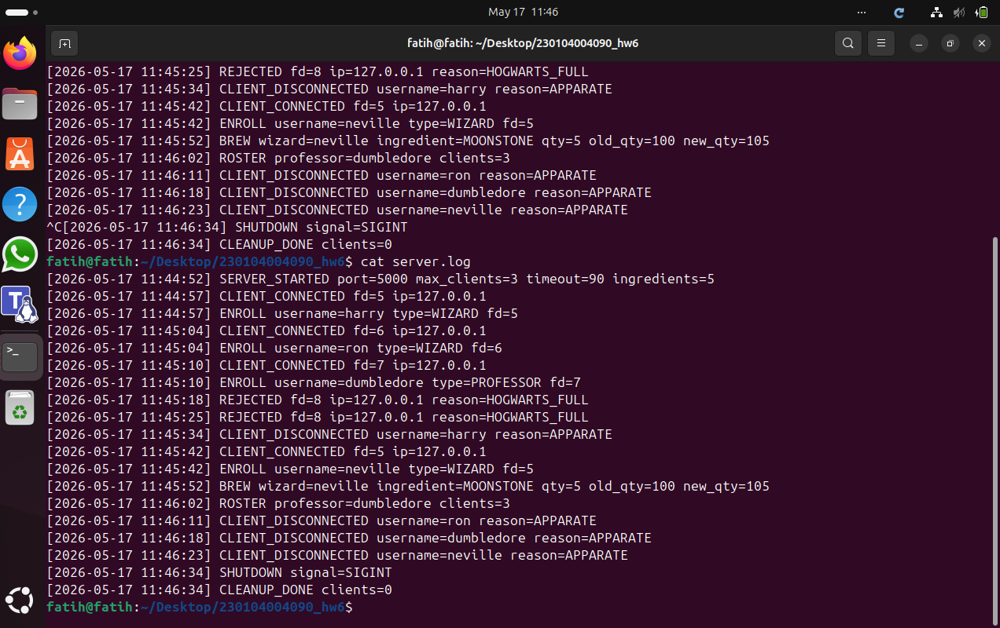 May 17 11:46
fatih@fatih: ~/Desktop/230104004090_hw6
[2026-05-17 11:45:25] REJECTED fd=8 ip=127.0.0.1 reason=HOGWARTS_FULL
[2026-05-17 11:45:34] CLIENT_DISCONNECTED username=harry reason=APPARATE
[2026-05-17 11:45:42] CLIENT_CONNECTED fd=5 ip=127.0.0.1
[2026-05-17 11:45:42] ENROLL username=neville type=WIZARD fd=5
[2026-05-17 11:45:52] BREW wizard=neville ingredient=MOONSTONE qty=5 old_qty=100 new_qty=105
[2026-05-17 11:46:02] ROSTER professor=dumbledore clients=3
[2026-05-17 11:46:11] CLIENT_DISCONNECTED username=ron reason=APPARATE
[2026-05-17 11:46:18] CLIENT_DISCONNECTED username=dumbledore reason=APPARATE
[2026-05-17 11:46:23] CLIENT_DISCONNECTED username=neville reason=APPARATE
^C[2026-05-17 11:46:34] SHUTDOWN signal=SIGINT
[2026-05-17 11:46:34] CLEANUP_DONE clients=0
fatih@fatih:~/Desktop/230104004090_hw6$ cat server.log
[2026-05-17 11:44:52] SERVER_STARTED port=5000 max_clients=3 timeout=90 ingredients=5
[2026-05-17 11:44:57] CLIENT_CONNECTED fd=5 ip=127.0.0.1
[2026-05-17 11:44:57] ENROLL username=harry type=WIZARD fd=5
[2026-05-17 11:45:04] CLIENT_CONNECTED fd=6 ip=127.0.0.1
[2026-05-17 11:45:04] ENROLL username=ron type=WIZARD fd=6
[2026-05-17 11:45:10] CLIENT_CONNECTED fd=7 ip=127.0.0.1
[2026-05-17 11:45:10] ENROLL username=dumbledore type=PROFESSOR fd=7
[2026-05-17 11:45:18] REJECTED fd=8 ip=127.0.0.1 reason=HOGWARTS_FULL
[2026-05-17 11:45:25] REJECTED fd=8 ip=127.0.0.1 reason=HOGWARTS_FULL
[2026-05-17 11:45:34] CLIENT_DISCONNECTED username=harry reason=APPARATE
[2026-05-17 11:45:42] CLIENT_CONNECTED fd=5 ip=127.0.0.1
[2026-05-17 11:45:42] ENROLL username=neville type=WIZARD fd=5
[2026-05-17 11:45:52] BREW wizard=neville ingredient=MOONSTONE qty=5 old_qty=100 new_qty=105
[2026-05-17 11:46:02] ROSTER professor=dumbledore clients=3
[2026-05-17 11:46:11] CLIENT_DISCONNECTED username=ron reason=APPARATE
[2026-05-17 11:46:18] CLIENT_DISCONNECTED username=dumbledore reason=APPARATE
[2026-05-17 11:46:23] CLIENT_DISCONNECTED username=neville reason=APPARATE
[2026-05-17 11:46:34] SHUTDOWN signal=SIGINT
[2026-05-17 11:46:34] CLEANUP_DONE clients=0
fatih@fatih:~/Desktop/230104004090_hw6$